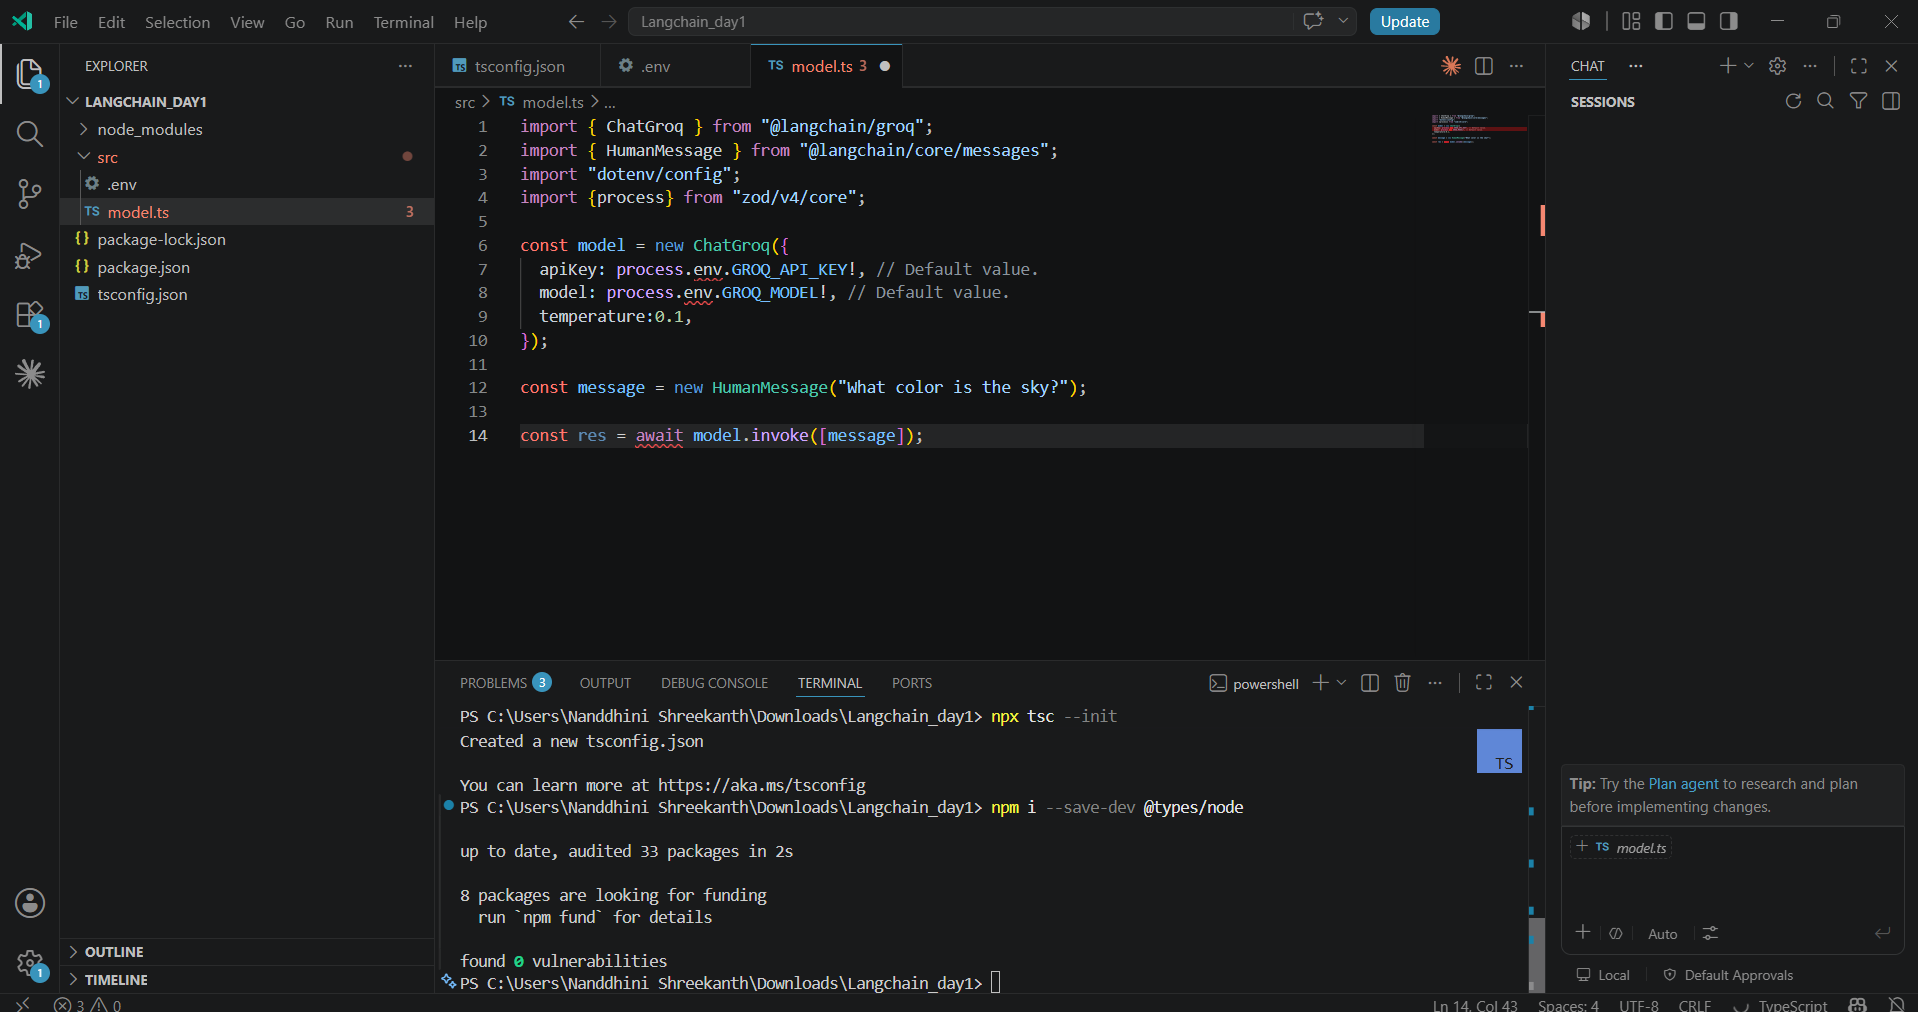 File Edit Selection View Go Run Terminal Help
Langchain_day1
Update
EXPLORER
LANGCHAIN_DAY1
node_modules
src
.env
TS model.ts 3
{} package-lock.json
{} package.json
TS tsconfig.json
OUTLINE
TIMELINE
1
1
1
TS tsconfig.json
.env
TS model.ts 3
src > TS model.ts > ...
1 import { ChatGroq } from "@langchain/groq";
2 import { HumanMessage } from "@langchain/core/messages";
3 import "dotenv/config";
4 import {process} from "zod/v4/core";
5
6 const model = new ChatGroq({
7 apiKey: process.env.GROQ_API_KEY!, // Default value.
8 model: process.env.GROQ_MODEL!, // Default value.
9 temperature:0.1,
10 });
11
12 const message = new HumanMessage("What color is the sky?");
13
14 const res = await model.invoke([message]);
PROBLEMS 3 OUTPUT DEBUG CONSOLE TERMINAL PORTS
powershell
PS C:\Users\Nanddhini Shreekanth\Downloads\Langchain_day1> npx tsc --init
Created a new tsconfig.json
TS
You can learn more at https://aka.ms/tsconfig
PS C:\Users\Nanddhini Shreekanth\Downloads\Langchain_day1> npm i --save-dev @types/node
up to date, audited 33 packages in 2s
8 packages are looking for funding
run `npm fund` for details
found 0 vulnerabilities
PS C:\Users\Nanddhini Shreekanth\Downloads\Langchain_day1>
CHAT
SESSIONS
Tip: Try the Plan agent to research and plan
before implementing changes.
TS model.ts
Auto
Local Default Approvals
3 0
Ln 14, Col 43 Spaces: 4 UTF-8 CRLF TypeScript